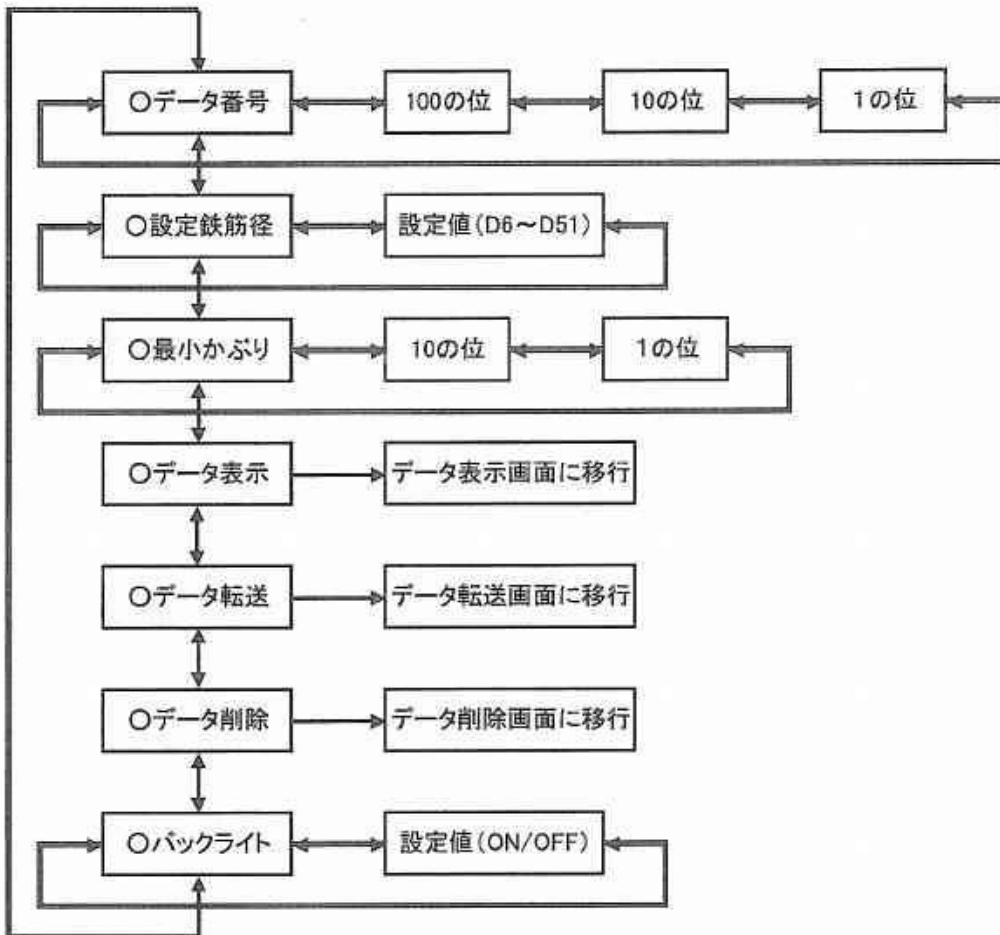 ○データ番号
100の位
10の位
1の位
○設定鉄筋径
設定値(D6～D51)
○最小かぶり
10の位
1の位
○データ表示
データ表示画面に移行
○データ転送
データ転送画面に移行
○データ削除
データ削除画面に移行
○バックライト
設定値(ON/OFF)